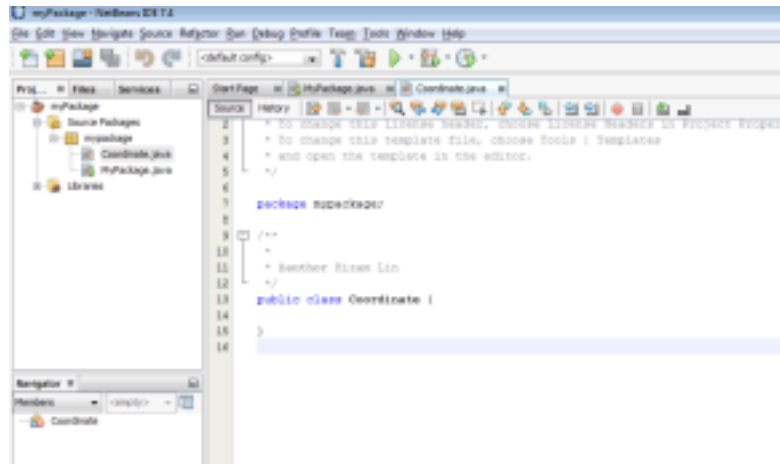 myPackage - NetBeans IDE 7.4
File Edit View Navigate Source Refactor Run Debug Profile Team Tools Window Help
<default config>
Proj... Files Services
Start Page MyPackage.java Coordinate.java
myPackage
Source Packages
mypackage
Coordinate.java
MyPackage.java
Libraries
Source History
2 * To change this license header, choose License Headers in Project Proper
3 * To change this template file, choose Tools | Templates
4 * and open the template in the editor.
5 */
6
7 package mypackage;
8
9 /**
10 *
11 * Lin
12 */
13 public class Coordinate {
14
15 }
16
Navigator
Members <empty>
Coordinate